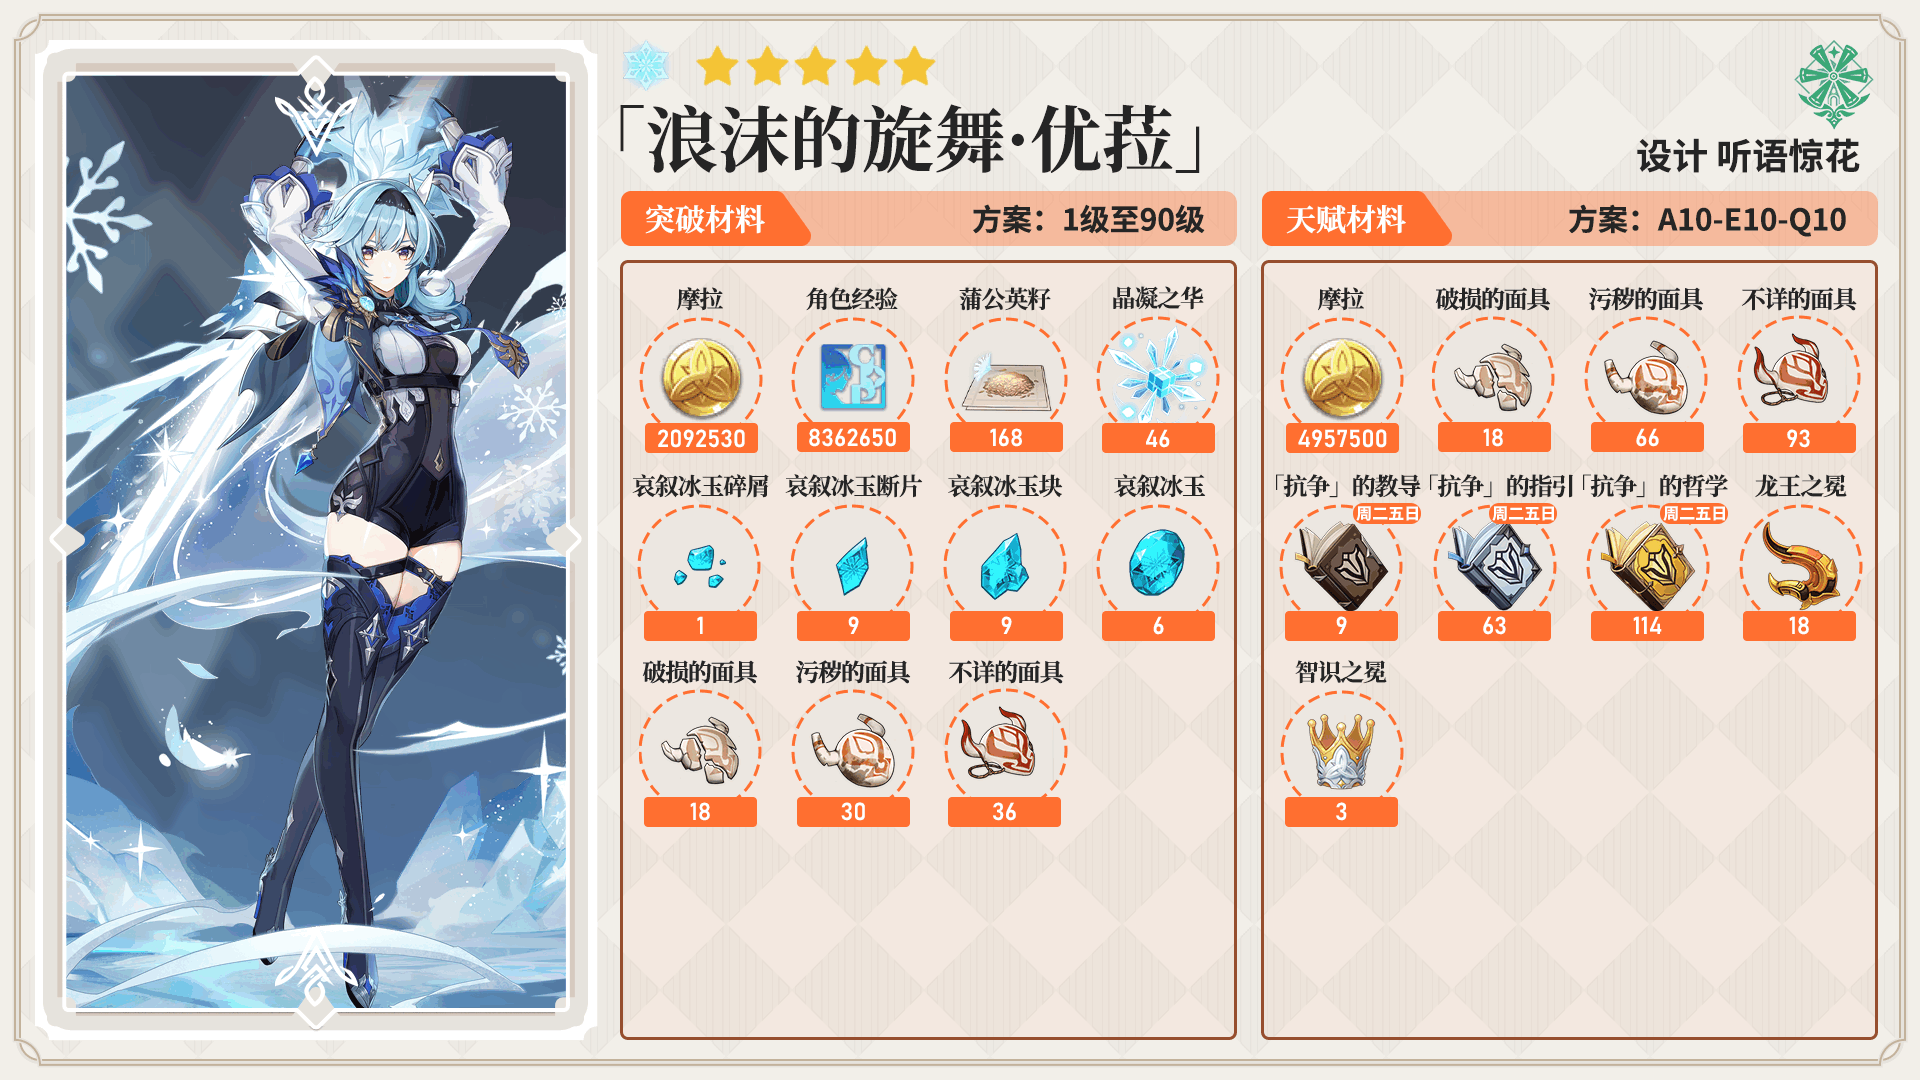 「浪沫的旋舞·优菈」
设计 听语惊花
突破材料
方案：1级至90级
摩拉
角色经验
蒲公英籽
晶凝之华
2092530
8362650
168
46
哀叙冰玉碎屑
哀叙冰玉断片
哀叙冰玉块
哀叙冰玉
1
9
9
6
破损的面具
污秽的面具
不详的面具
18
30
36
天赋材料
方案：A10-E10-Q10
摩拉
破损的面具
污秽的面具
不详的面具
4957500
18
66
93
「抗争」的教导
「抗争」的指引
「抗争」的哲学
龙王之冕
周二五日
周二五日
周二五日
9
63
114
18
智识之冕
3